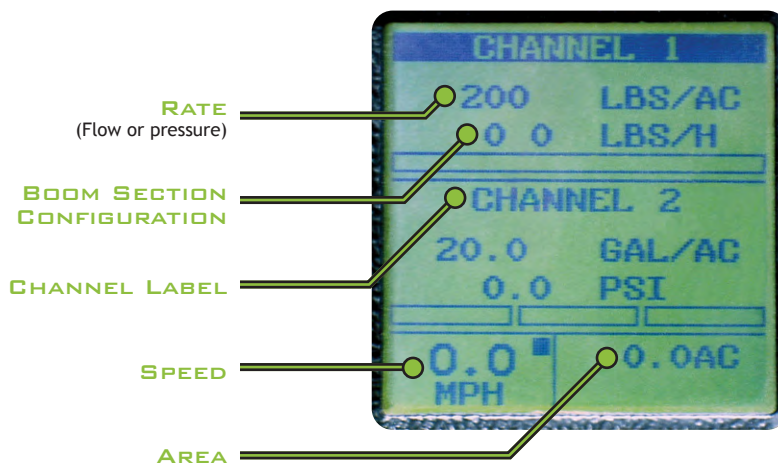 CHANNEL 1
RATE
(Flow or pressure)
200 LBS/AC
0 0 LBS/H
BOOM SECTION
CONFIGURATION
CHANNEL 2
20.0 GAL/AC
CHANNEL LABEL
0.0 PSI
SPEED
0.0
MPH
0.0AC
AREA